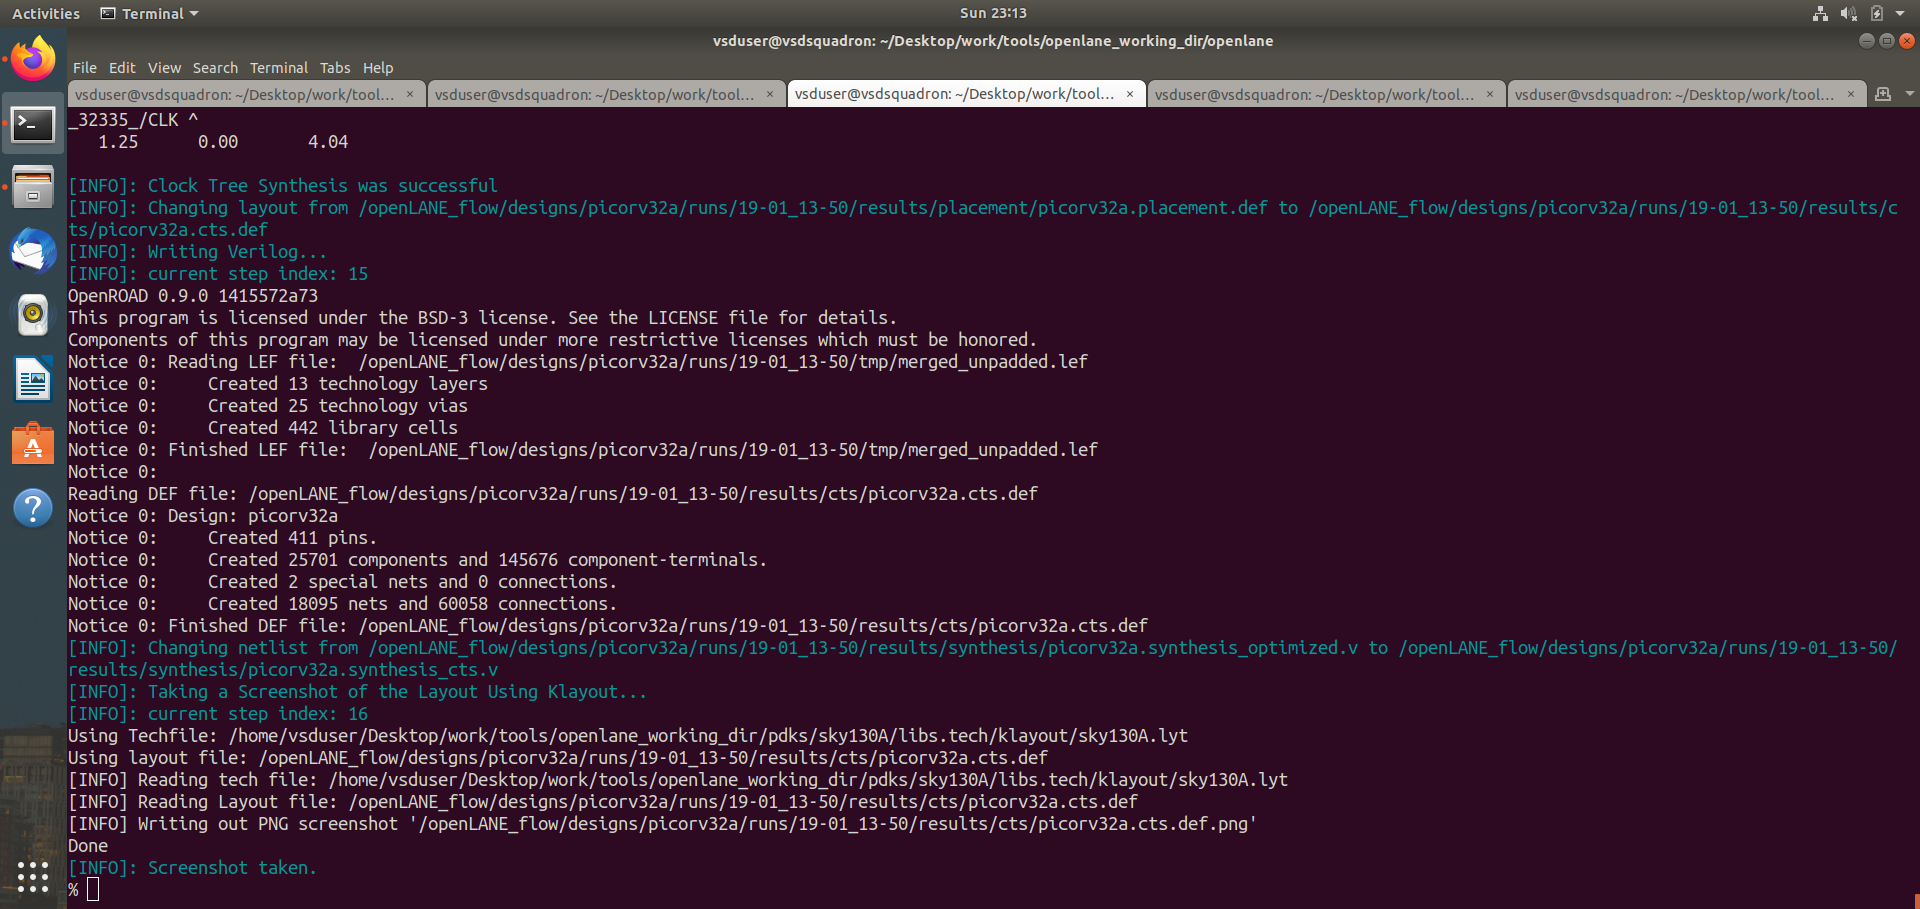 Activities Terminal Sun 23:13
vsduser@vsdsquadron: ~/Desktop/work/tools/openlane_working_dir/openlane
File Edit View Search Terminal Tabs Help
vsduser@vsdsquadron: ~/Desktop/work/tool... × vsduser@vsdsquadron: ~/Desktop/work/tool... × vsduser@vsdsquadron: ~/Desktop/work/tool... × vsduser@vsdsquadron: ~/Desktop/work/tool... × vsduser@vsdsquadron: ~/Desktop/work/tool... ×
_32335_/CLK ^
   1.25      0.00       4.04
[INFO]: Clock Tree Synthesis was successful
[INFO]: Changing layout from /openLANE_flow/designs/picorv32a/runs/19-01_13-50/results/placement/picorv32a.placement.def to /openLANE_flow/designs/picorv32a/runs/19-01_13-50/results/c
ts/picorv32a.cts.def
[INFO]: Writing Verilog...
[INFO]: current step index: 15
OpenROAD 0.9.0 1415572a73
This program is licensed under the BSD-3 license. See the LICENSE file for details.
Components of this program may be licensed under more restrictive licenses which must be honored.
Notice 0: Reading LEF file:  /openLANE_flow/designs/picorv32a/runs/19-01_13-50/tmp/merged_unpadded.lef
Notice 0:     Created 13 technology layers
Notice 0:     Created 25 technology vias
Notice 0:     Created 442 library cells
Notice 0: Finished LEF file:  /openLANE_flow/designs/picorv32a/runs/19-01_13-50/tmp/merged_unpadded.lef
Notice 0:
Reading DEF file: /openLANE_flow/designs/picorv32a/runs/19-01_13-50/results/cts/picorv32a.cts.def
Notice 0: Design: picorv32a
Notice 0:     Created 411 pins.
Notice 0:     Created 25701 components and 145676 component-terminals.
Notice 0:     Created 2 special nets and 0 connections.
Notice 0:     Created 18095 nets and 60058 connections.
Notice 0: Finished DEF file: /openLANE_flow/designs/picorv32a/runs/19-01_13-50/results/cts/picorv32a.cts.def
[INFO]: Changing netlist from /openLANE_flow/designs/picorv32a/runs/19-01_13-50/results/synthesis/picorv32a.synthesis_optimized.v to /openLANE_flow/designs/picorv32a/runs/19-01_13-50/
results/synthesis/picorv32a.synthesis_cts.v
[INFO]: Taking a Screenshot of the Layout Using Klayout...
[INFO]: current step index: 16
Using Techfile: /home/vsduser/Desktop/work/tools/openlane_working_dir/pdks/sky130A/libs.tech/klayout/sky130A.lyt
Using layout file: /openLANE_flow/designs/picorv32a/runs/19-01_13-50/results/cts/picorv32a.cts.def
[INFO] Reading tech file: /home/vsduser/Desktop/work/tools/openlane_working_dir/pdks/sky130A/libs.tech/klayout/sky130A.lyt
[INFO] Reading Layout file: /openLANE_flow/designs/picorv32a/runs/19-01_13-50/results/cts/picorv32a.cts.def
[INFO] Writing out PNG screenshot '/openLANE_flow/designs/picorv32a/runs/19-01_13-50/results/cts/picorv32a.cts.def.png'
Done
[INFO]: Screenshot taken.
%